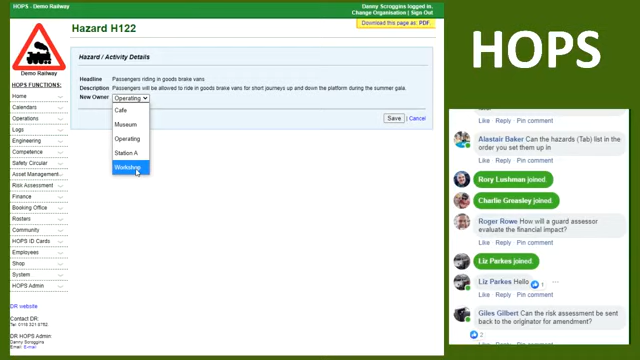 HOPS - Demo Railway
Danny Scroggins logged in.
Change Organisation | Sign Out
Download this page as: PDF.
Hazard H122
Demo Railway
HOPS FUNCTIONS:
Home
Calendars
Operations
Logs
Engineering
Competence
Safety Circular
Asset Management
Risk Assessment
Finance
Booking Office
Rosters
Community
HOPS ID Cards
Employees
Shop
System
HOPS Admin
DR website
Contact DR:
Tel: 0118 321 8752
DR HOPS Admin
Danny Scroggins
Email: E-mail
Hazard / Activity Details
Headline Passengers riding in goods brake vans
Description Passengers will be allowed to ride in goods brake vans for short journeys up and down the platform during the summer gala.
New Owner Operating
Cafe
Museum
Operating
Station A
Workshop
Save | Cancel
HOPS
Like · Reply · Pin comment
Alastair Baker Can the hazards (Tab) list in the
order you set them up in
Like · Reply · Pin comment
Rory Lushman joined
Charlie Greasley joined
Roger Rowe How will a guard assessor
evaluate the financial impact?
Like · Reply · Pin comment
Liz Parkes joined
Liz Parkes Hello 1 ...
Like · Reply · Pin comment
Giles Gilbert Can the risk assessment be sent
back to the originator for amendment?
2
Like · Reply · Pin comment